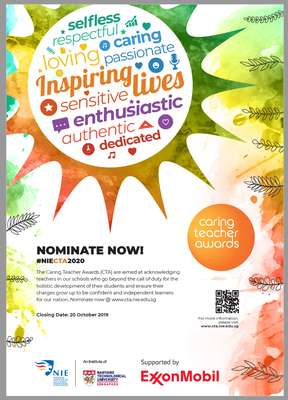 selfless
respectful
caring
loving
passionate
Inspiring
lives
sensitive
enthusiastic
authentic
dedicated
caring
teacher
awards
NOMINATE NOW!
#NIECTA2020
The Caring Teacher Awards (CTA) are aimed at acknowledging
teachers in our schools who go beyond the call of duty for the
holistic development of their students and ensure their
charges grow up to be confident and independent learners
for our nation. Nominate now @ www.cta.nie.edu.sg
Closing Date: 20 October 2019
For more information,
please visit
www.cta.nie.edu.sg
An Institute of
Supported by
NIE
NANYANG
TECHNOLOGICAL
UNIVERSITY
SINGAPORE
ExxonMobil